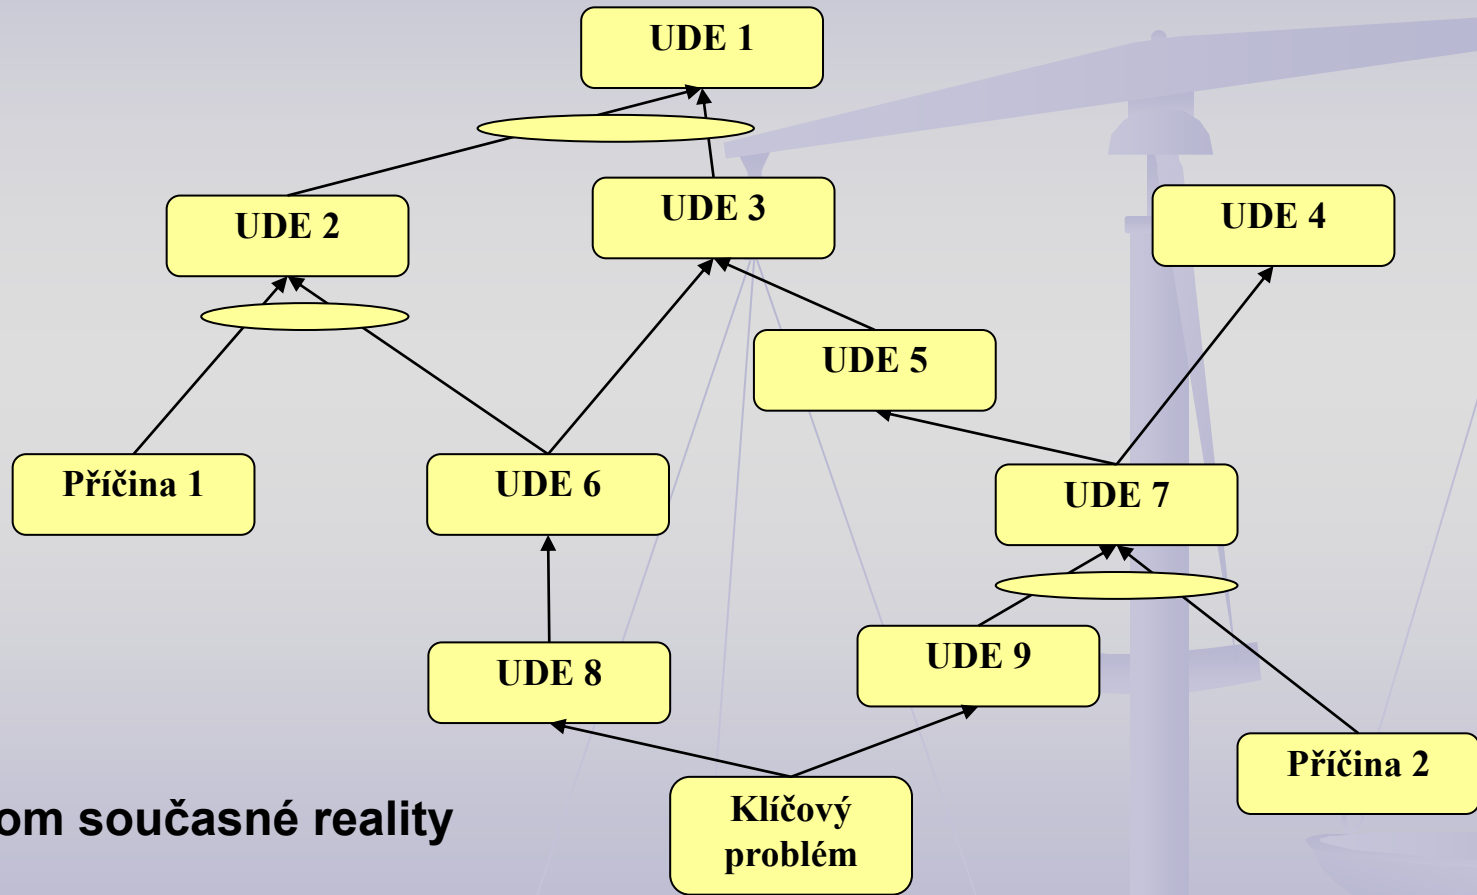 UDE 1
UDE 2
UDE 3
UDE 4
UDE 5
Příčina 1
UDE 6
UDE 7
UDE 8
UDE 9
Příčina 2
Klíčový
problém
om současné reality